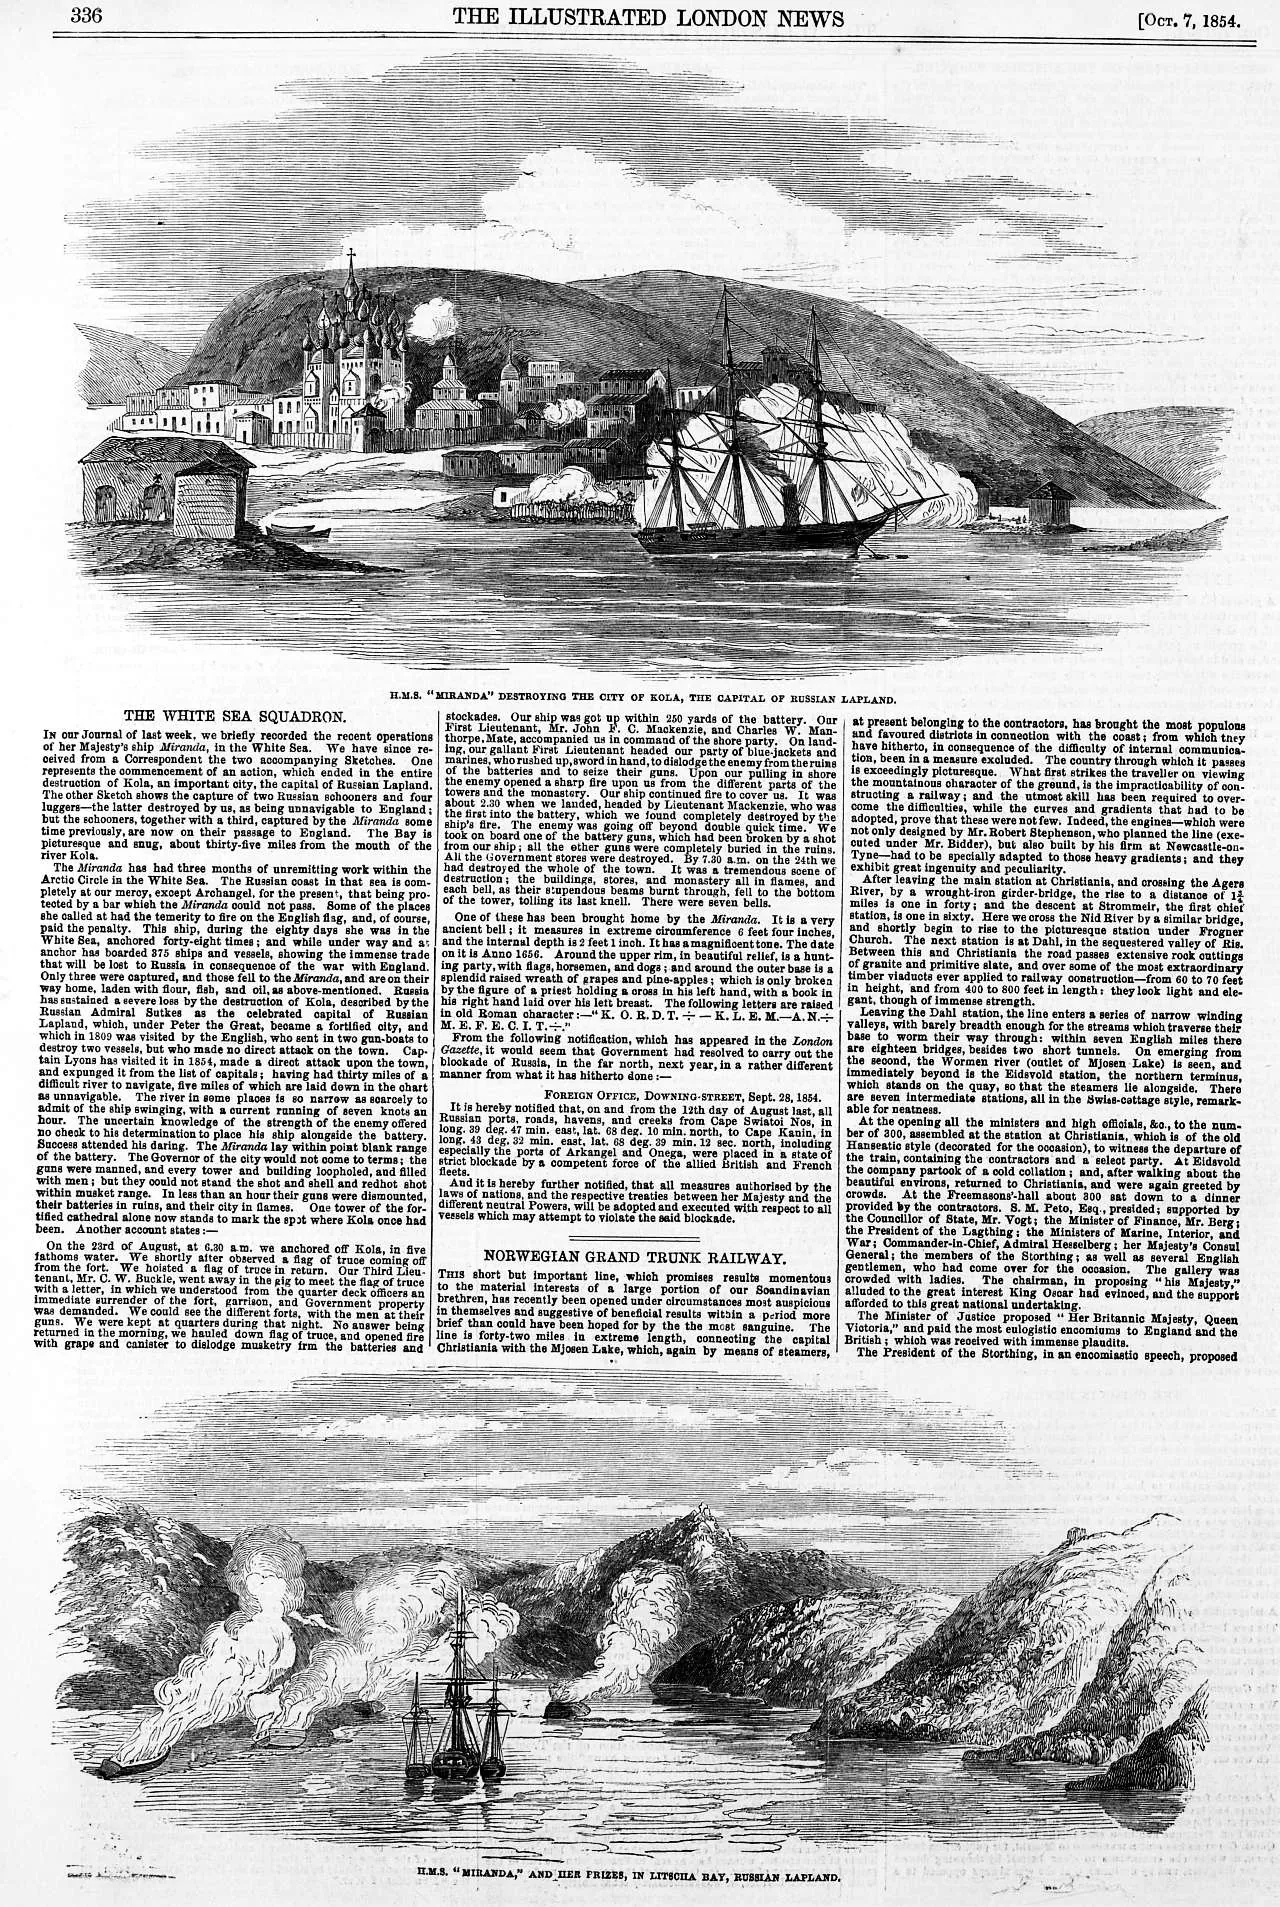 336
THE ILLUSTRATED LONDON NEWS
[OCT. 7, 1854.
H.M.S. "MIRANDA" DESTROYING THE CITY OF KOLA, THE CAPITAL OF RUSSIAN LAPLAND.
THE WHITE SEA SQUADRON.
IN our Journal of last week, we briefly recorded the recent operations
of her Majesty's ship Miranda, in the White Sea. We have since re-
ceived from a Correspondent the two accompanying Sketches. One
represents the commencement of an action, which ended in the entire
destruction of Kola, an important city, the capital of Russian Lapland.
The other Sketch shows the capture of two Russian schooners and four
luggers—the latter destroyed by us, as being unnavigable to England;
but the schooners, together with a third, captured by the Miranda some
time previously, are now on their passage to England. The Bay is
picturesque and snug, about thirty-five miles from the mouth of the
river Kola.
The Miranda has had three months of unremitting work within the
Arctic Circle in the White Sea. The Russian coast in that sea is com-
pletely at our mercy, except Archangel, for the present, that being pro-
tected by a bar which the Miranda could not pass. Some of the places
she called at had the temerity to fire on the English flag, and, of course,
paid the penalty. This ship, during the eighty days she was in the
White Sea, anchored forty-eight times; and while under way and at
anchor has boarded 375 ships and vessels, showing the immense trade
that will be lost to Russia in consequence of the war with England.
Only three were captured, and those fell to the Miranda, and are on their
way home, laden with flour, fish, and oil, as above-mentioned. Russia
has sustained a severe loss by the destruction of Kola, described by the
Russian Admiral Sutkes as the celebrated capital of Russian
Lapland, which, under Peter the Great, became a fortified city, and
which in 1809 was visited by the English, who sent in two gun-boats to
destroy two vessels, but who made no direct attack on the town. Cap-
tain Lyons has visited it in 1854, made a direct attack upon the town,
and expunged it from the list of capitals; having had thirty miles of a
difficult river to navigate, five miles of which are laid down in the chart
as unnavigable. The river in some places is so narrow as scarcely to
admit of the ship swinging, with a current running of seven knots an
hour. The uncertain knowledge of the strength of the enemy offered
no check to his determination to place his ship alongside the battery.
Success attended his daring. The Miranda lay within point blank range
of the battery. The Governor of the city would not come to terms; the
guns were manned, and every tower and building loopholed, and filled
with men; but they could not stand the shot and shell and redhot shot
within musket range. In less than an hour their guns were dismounted,
their batteries in ruins, and their city in flames. One tower of the for-
tified cathedral alone now stands to mark the spot where Kola once had
been. Another account states:—
On the 23rd of August, at 6.30 a.m. we anchored off Kola, in five
fathoms water. We shortly after observed a flag of truce coming off
from the fort. We hoisted a flag of truce in return. Our Third Lieu-
tenant, Mr. C. W. Buckle, went away in the gig to meet the flag of truce
with a letter, in which we understood from the quarter deck officers an
immediate surrender of the fort, garrison, and Government property
was demanded. We could see the different forts, with the men at their
guns. We were kept at quarters during that night. No answer being
returned in the morning, we hauled down flag of truce, and opened fire
with grape and canister to dislodge musketry frm the batteries and
stockades. Our ship was got up within 250 yards of the battery. Our
First Lieutenant, Mr. John F. C. Mackenzie, and Charles W. Man-
thorpe, Mate, accompanied us in command of the shore party. On land-
ing, our gallant First Lieutenant headed our party of blue-jackets and
marines, who rushed up, sword in hand, to dislodge the enemy from the ruins
of the batteries and to seize their guns. Upon our pulling in shore
the enemy opened a sharp fire upon us from the different parts of the
towers and the monastery. Our ship continued fire to cover us. It was
about 2.30 when we landed, headed by Lieutenant Mackenzie, who was
the first into the battery, which we found completely destroyed by the
ship's fire. The enemy was going off beyond double quick time. We
took on board one of the battery guns, which had been broken by a shot
from our ship; all the other guns were completely buried in the ruins.
All the Government stores were destroyed. By 7.30 a.m. on the 24th we
had destroyed the whole of the town. It was a tremendous scene of
destruction; the buildings, stores, and monastery all in flames, and
each bell, as their stupendous beams burnt through, fell to the bottom
of the tower, tolling its last knell. There were seven bells.
One of these has been brought home by the Miranda. It is a very
ancient bell; it measures in extreme circumference 6 feet four inches,
and the internal depth is 2 feet 1 inch. It has a magnificent tone. The date
on it is Anno 1656. Around the upper rim, in beautiful relief, is a hunt-
ing party, with flags, horsemen, and dogs; and around the outer base is a
splendid raised wreath of grapes and pine-apples; which is only broken
by the figure of a priest holding a cross in his left hand, with a book in
his right hand laid over his left breast. The following letters are raised
in old Roman character:—"K. O. R. D. T. ÷ — K. L. E. M.—A. N.÷
M. E. F. E. C. I. T.÷."
From the following notification, which has appeared in the London
Gazette, it would seem that Government had resolved to carry out the
blockade of Russia, in the far north, next year, in a rather different
manner from what it has hitherto done:—
FOREIGN OFFICE, DOWNING-STREET, Sept. 28, 1854.
It is hereby notified that, on and from the 12th day of August last, all
Russian ports, roads, havens, and creeks from Cape Swiatoi Nos, in
long. 39 deg. 47 min. east, lat. 68 deg. 10 min. north, to Cape Kanin, in
long. 43 deg. 32 min. east, lat. 68 deg. 39 min. 12 sec. north, including
especially the ports of Arkangel and Onega, were placed in a state of
strict blockade by a competent force of the allied British and French
fleets.
And it is hereby further notified, that all measures authorised by the
laws of nations, and the respective treaties between her Majesty and the
different neutral Powers, will be adopted and executed with respect to all
vessels which may attempt to violate the said blockade.
NORWEGIAN GRAND TRUNK RAILWAY.
THIS short but important line, which promises results momentous
to the material interests of a large portion of our Scandinavian
brethren, has recently been opened under circumstances most auspicious
in themselves and suggestive of beneficial results within a period more
brief than could have been hoped for by the the most sanguine. The
line is forty-two miles in extreme length, connecting the capital
Christiania with the Mjosen Lake, which, again by means of steamers,
at present belonging to the contractors, has brought the most populous
and favoured districts in connection with the coast; from which they
have hitherto, in consequence of the difficulty of internal communica-
tion, been in a measure excluded. The country through which it passes
is exceedingly picturesque. What first strikes the traveller on viewing
the mountainous character of the ground, is the impracticability of con-
structing a railway; and the utmost skill has been required to over-
come the difficulties, while the curves and gradients that had to be
adopted, prove that these were not few. Indeed, the engines—which were
not only designed by Mr. Robert Stephenson, who planned the line (exe-
cuted under Mr. Bidder), but also built by his firm at Newcastle-on-
Tyne—had to be specially adapted to those heavy gradients; and they
exhibit great ingenuity and peculiarity.
After leaving the main station at Christiania, and crossing the Agers
River, by a wrought-iron girder-bridge, the rise to a distance of 1¾
miles is one in forty; and the descent at Strommeir, the first chief
station, is one in sixty. Here we cross the Nid River by a similar bridge,
and shortly begin to rise to the picturesque station under Frogner
Church. The next station is at Dahl, in the sequestered valley of Ris.
Between this and Christiania the road passes extensive rock cuttings
of granite and primitive slate, and over some of the most extraordinary
timber viaducts ever applied to railway construction—from 60 to 70 feet
in height, and from 400 to 800 feet in length: they look light and ele-
gant, though of immense strength.
Leaving the Dahl station, the line enters a series of narrow winding
valleys, with barely breadth enough for the streams which traverse their
base to worm their way through: within seven English miles there
are eighteen bridges, besides two short tunnels. On emerging from
the second, the Wormen river (outlet of Mjosen Lake) is seen, and
immediately beyond is the Eidsvold station, the northern terminus,
which stands on the quay, so that the steamers lie alongside. There
are seven intermediate stations, all in the Swiss-cottage style, remark-
able for neatness.
At the opening all the ministers and high officials, &c., to the num-
ber of 300, assembled at the station at Christiania, which is of the old
Hanseatic style (decorated for the occasion), to witness the departure of
the train, containing the contractors and a select party. At Eidsvold
the company partook of a cold collation; and, after walking about the
beautiful environs, returned to Christiania, and were again greeted by
crowds. At the Freemasons'-hall about 300 sat down to a dinner
provided by the contractors. S. M. Peto, Esq., presided; supported by
the Councillor of State, Mr. Vogt; the Minister of Finance, Mr. Berg;
the President of the Lagthing; the Ministers of Marine, Interior, and
War; Commander-in-Chief, Admiral Hesselberg; her Majesty's Consul
General; the members of the Storthing; as well as several English
gentlemen, who had come over for the occasion. The gallery was
crowded with ladies. The chairman, in proposing "his Majesty,"
alluded to the great interest King Oscar had evinced, and the support
afforded to this great national undertaking.
The Minister of Justice proposed "Her Britannic Majesty, Queen
Victoria," and paid the most eulogistic encomiums to England and the
British; which was received with immense plaudits.
The President of the Storthing, in an encomiastic speech, proposed
H.M.S. "MIRANDA," AND HER PRIZES, IN LITSCHA BAY, RUSSIAN LAPLAND.